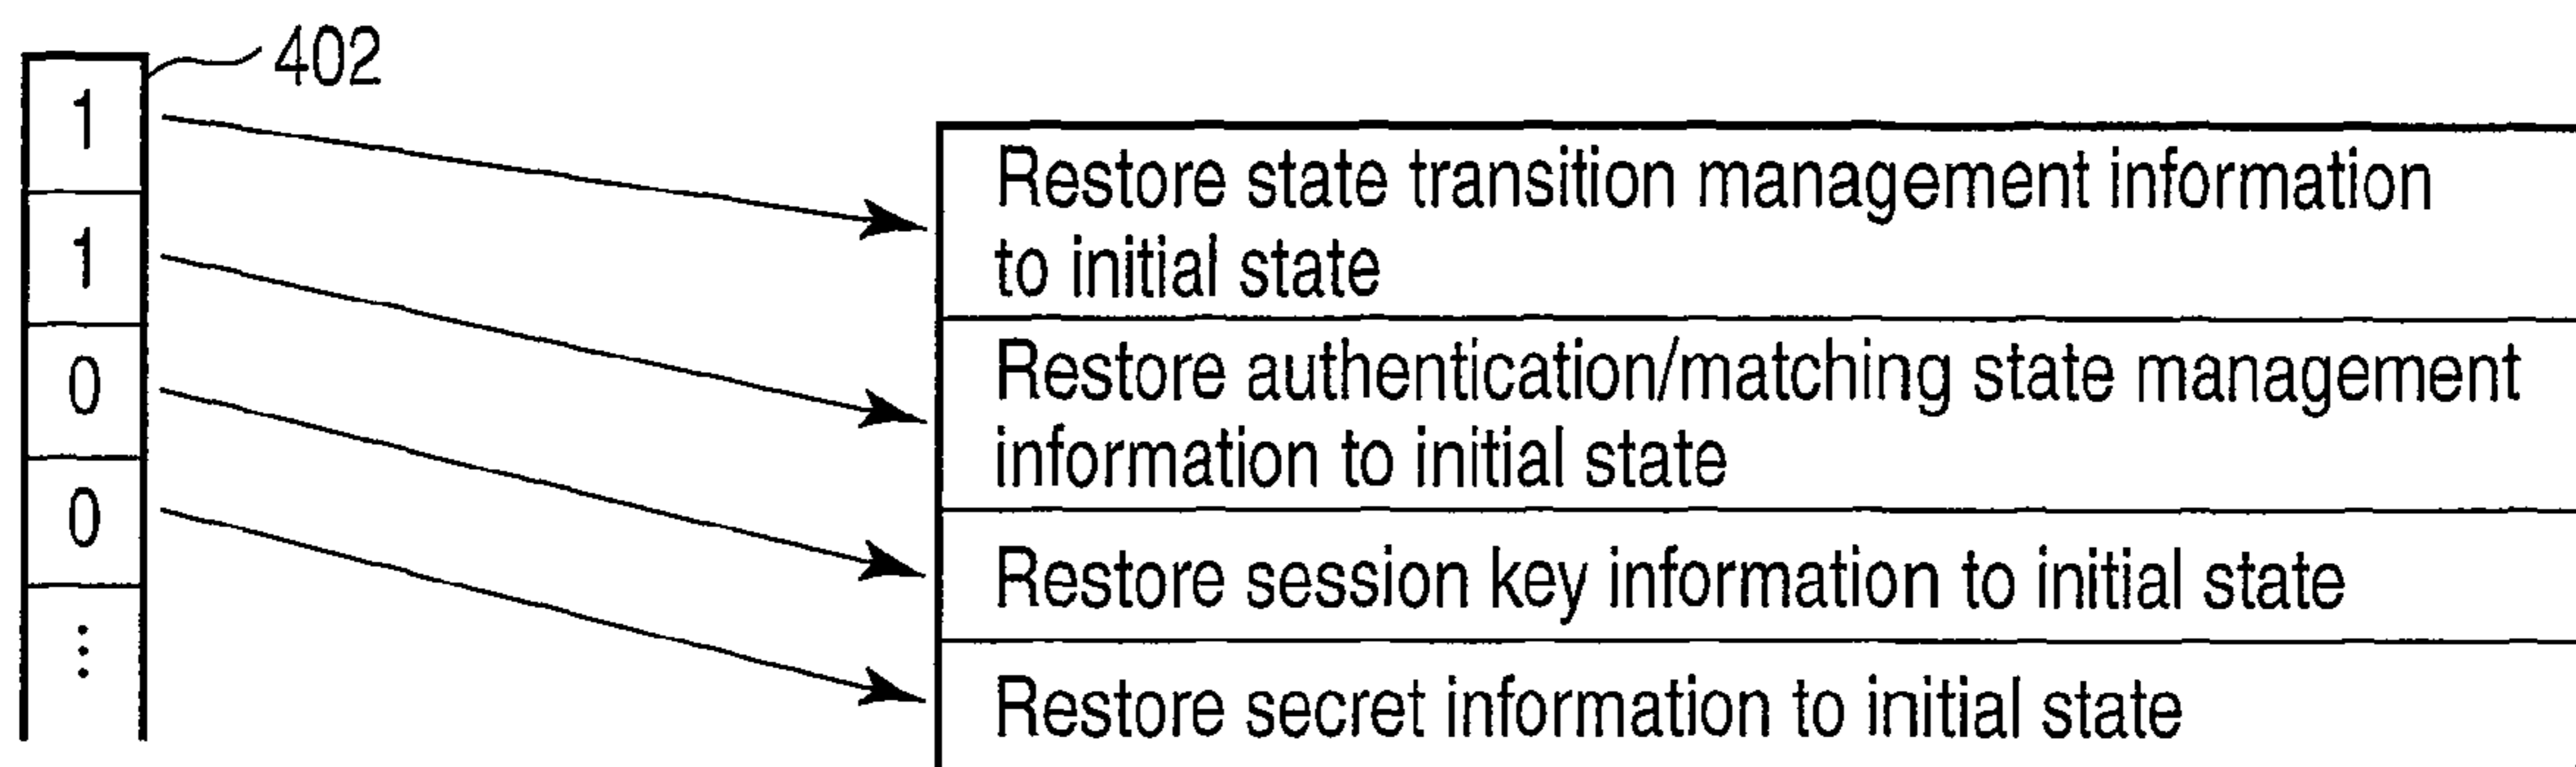 402
1
1
0
0
⋮
Restore state transition management information
to initial state
Restore authentication/matching state management
information to initial state
Restore session key information to initial state
Restore secret information to initial state